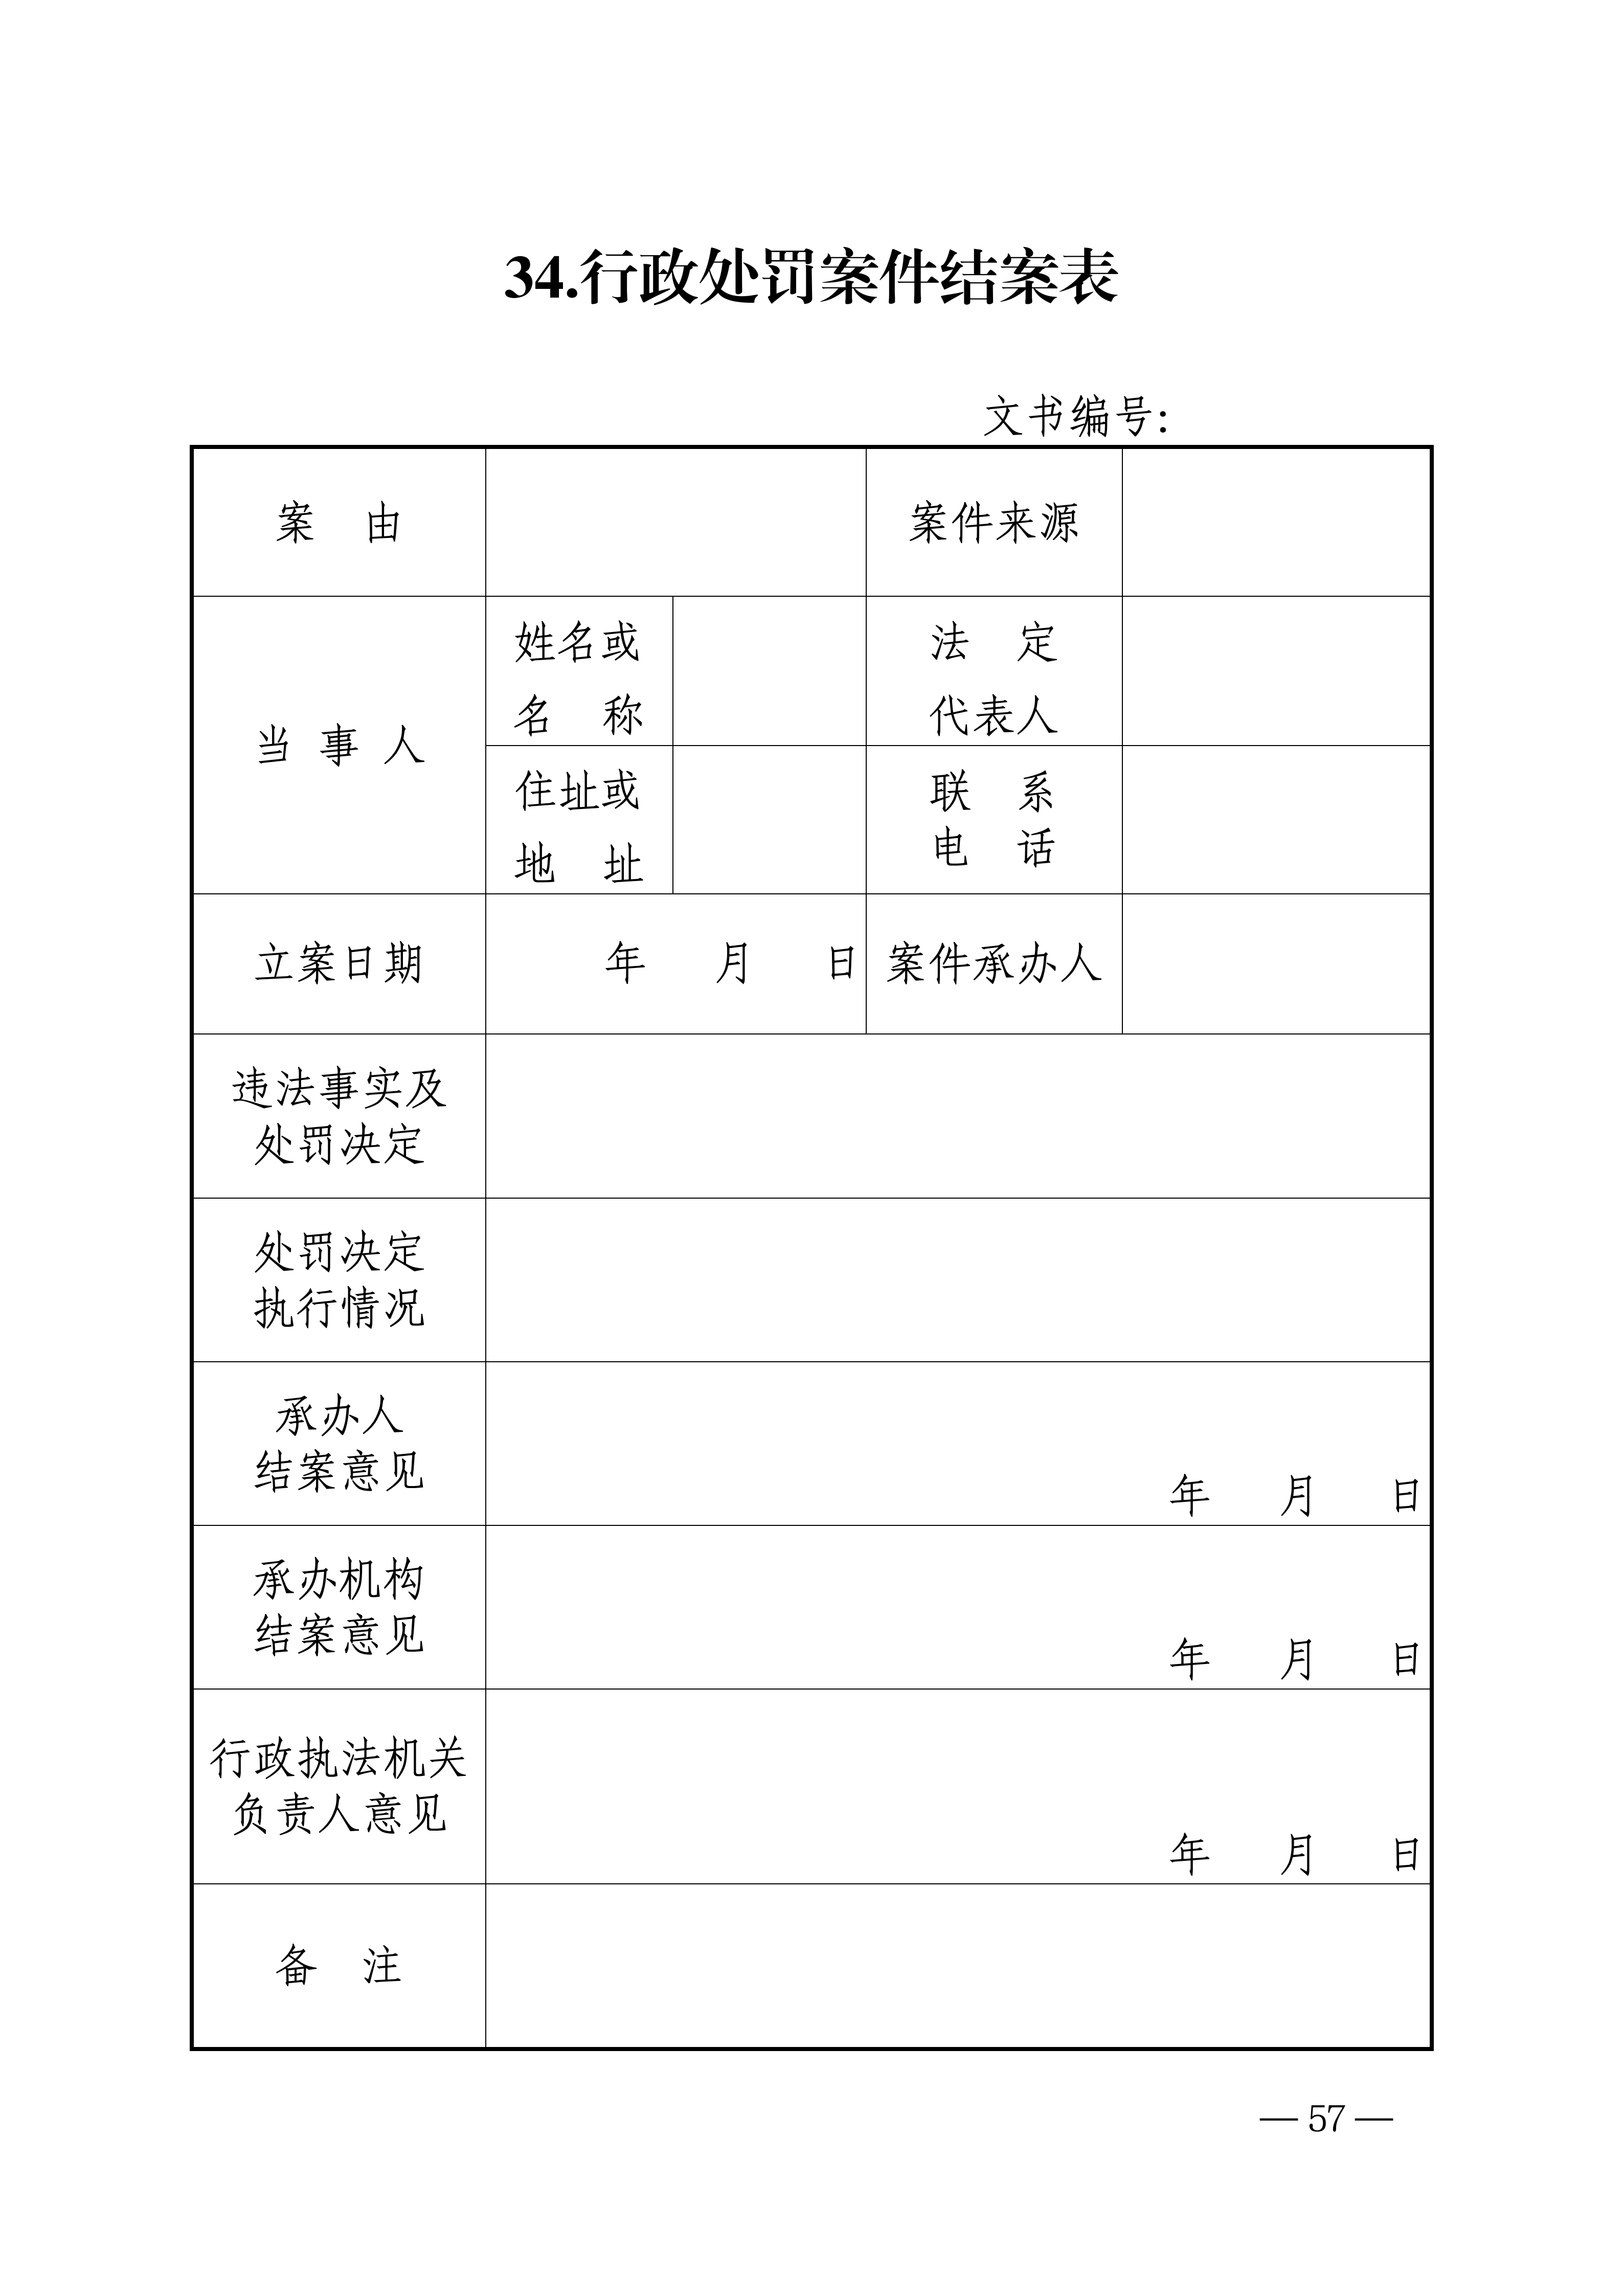 34.行政处罚案件结案表
文书编号:
案 由
案件来源
当 事 人
姓名或
名 称
法 定
代表人
住址或
地 址
联 系
电 话
立案日期
年 月 日
案件承办人
违法事实及
处罚决定
处罚决定
执行情况
承办人
结案意见
年 月 日
承办机构
结案意见
年 月 日
行政执法机关
负责人意见
年 月 日
备 注
— 57 —